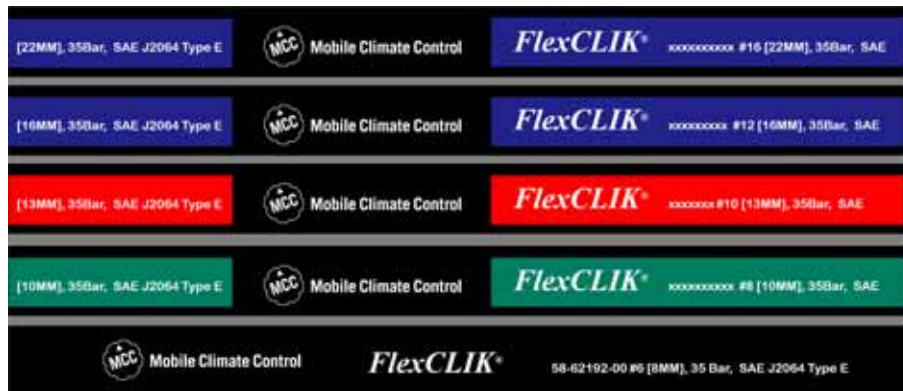 [22MM], 35Bar, SAE J2064 Type E MCC Mobile Climate Control FlexCLIK® xxxxxxxxxx #16 [22MM], 35Bar, SAE
[16MM], 35Bar, SAE J2064 Type E MCC Mobile Climate Control FlexCLIK® xxxxxxxxx #12 [16MM], 35Bar, SAE
[13MM], 35Bar, SAE J2064 Type E MCC Mobile Climate Control FlexCLIK® xxxxxxx #10 [13MM], 35Bar, SAE
[10MM], 35Bar, SAE J2064 Type E MCC Mobile Climate Control FlexCLIK® xxxxxxxxxx #8 [10MM], 35Bar, SAE
MCC Mobile Climate Control FlexCLIK® 58-62192-00 #6 [8MM], 35 Bar, SAE J2064 Type E